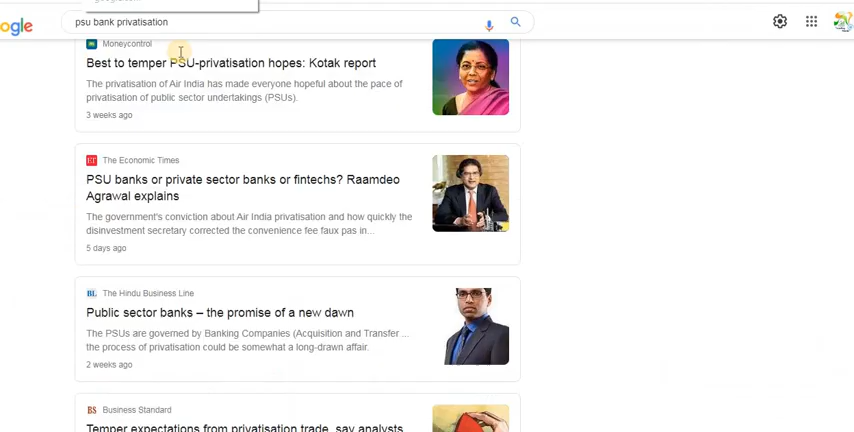 ogle
psu bank privatisation
Moneycontrol
Best to temper PSU-privatisation hopes: Kotak report
The privatisation of Air India has made everyone hopeful about the pace of
privatisation of public sector undertakings (PSUs).
3 weeks ago
ET The Economic Times
PSU banks or private sector banks or fintechs? Raamdeo
Agrawal explains
The government's conviction about Air India privatisation and how quickly the
disinvestment secretary corrected the convenience fee faux pas in...
5 days ago
BL The Hindu Business Line
Public sector banks – the promise of a new dawn
The PSUs are governed by Banking Companies (Acquisition and Transfer ...
the process of privatisation could be somewhat a long-drawn affair.
2 weeks ago
BS Business Standard
Temper expectations from privatisation trade, say analysts